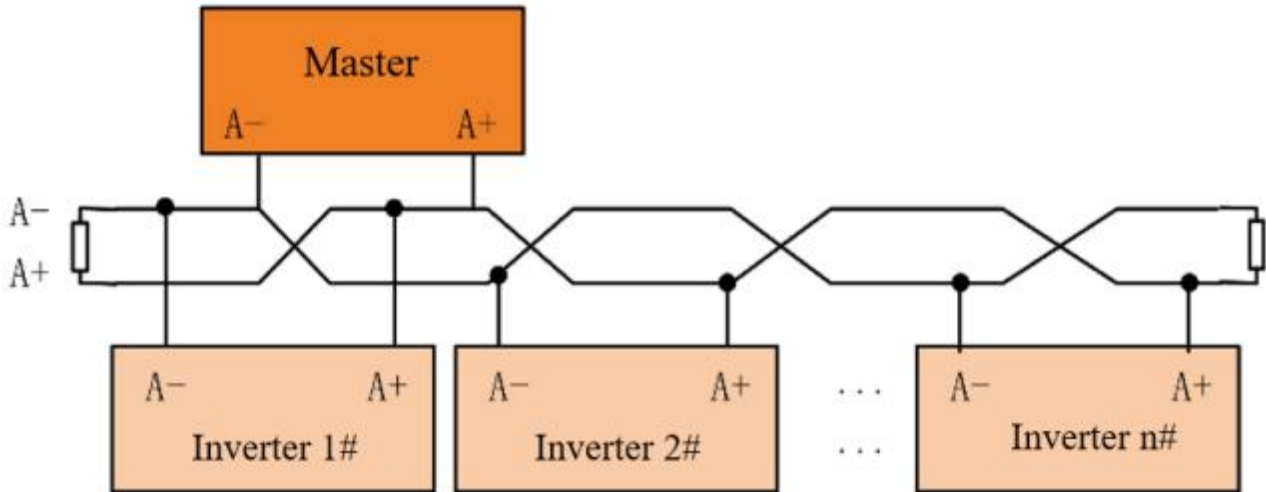 Master
A- A+
A-
A+
A- A+ A- A+ ... A- A+
Inverter 1# Inverter 2# ... Inverter n#